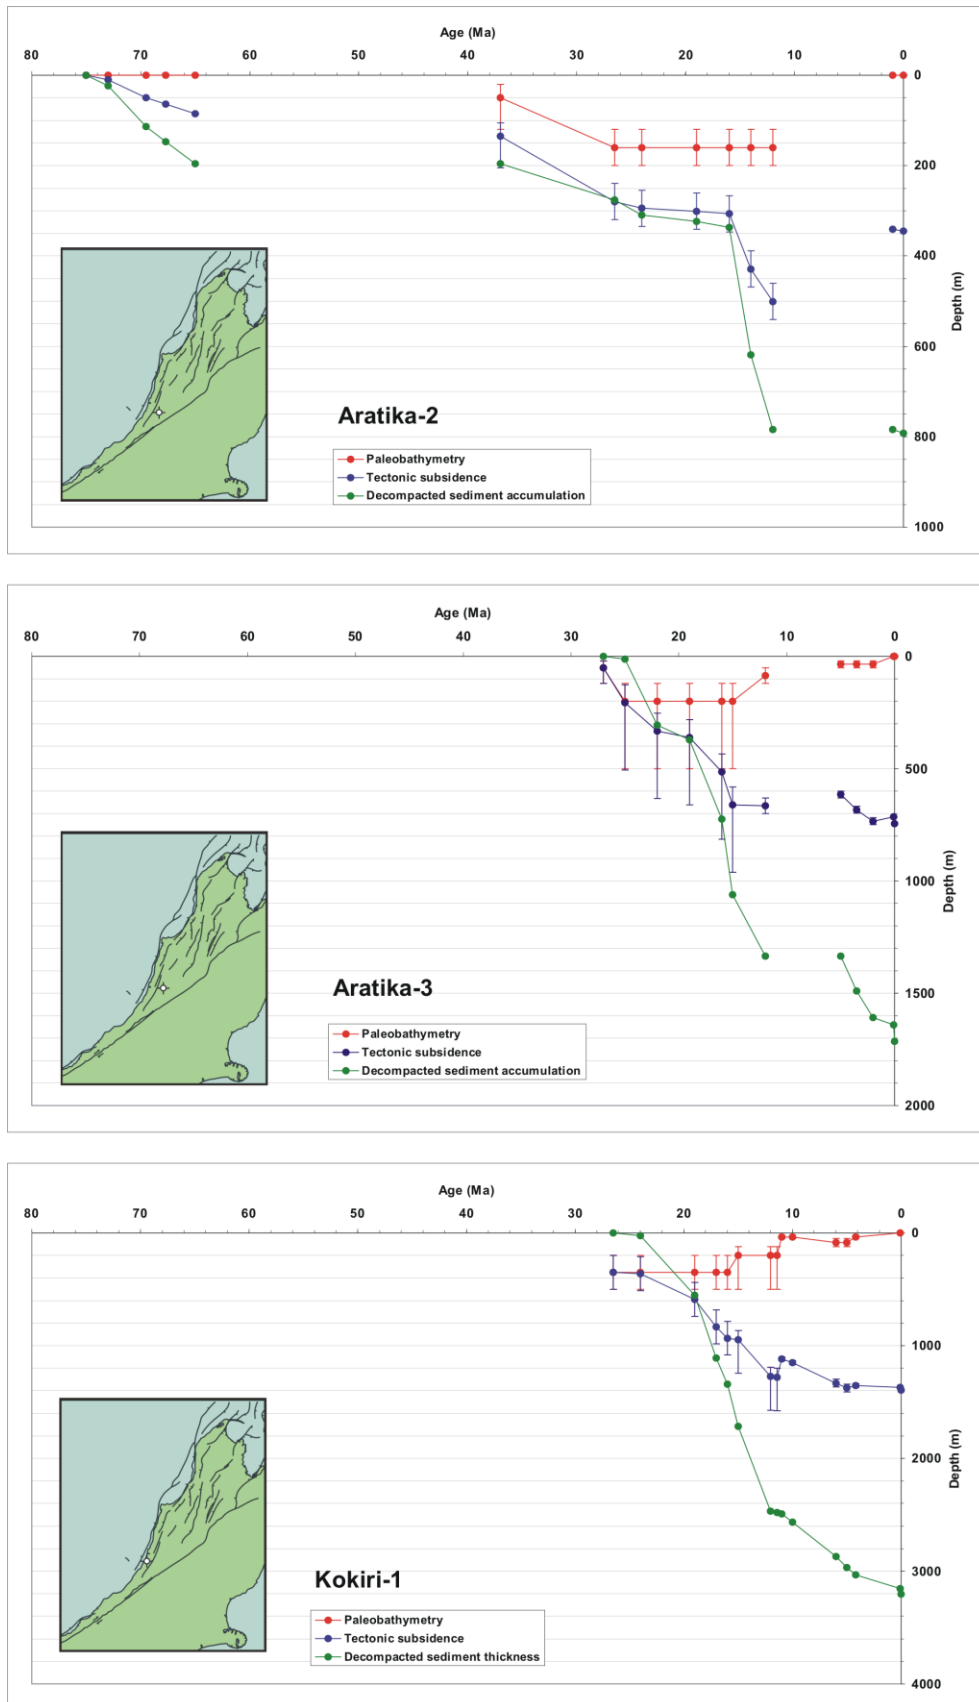 Age (Ma)
80 70 60 50 40 30 20 10 0
0
200
400
600
800
1000
Depth (m)
Aratika-2
Paleobathymetry
Tectonic subsidence
Decompacted sediment accumulation
Age (Ma)
80 70 60 50 40 30 20 10 0
0
500
1000
1500
2000
Depth (m)
Aratika-3
Paleobathymetry
Tectonic subsidence
Decompacted sediment accumulation
Age (Ma)
80 70 60 50 40 30 20 10 0
0
1000
2000
3000
4000
Depth (m)
Kokiri-1
Paleobathymetry
Tectonic subsidence
Decompacted sediment thickness